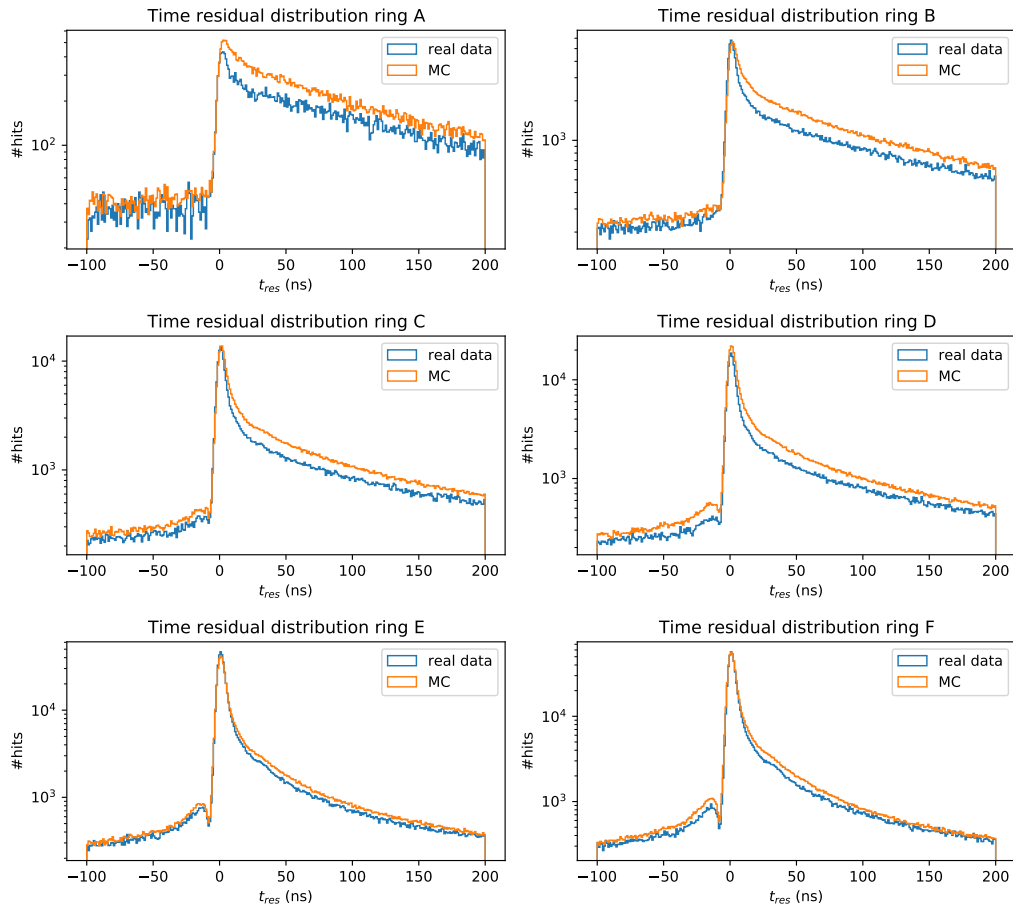 Time residual distribution ring A
real data
MC
#hits
10²
−100 −50 0 50 100 150 200
t_res (ns)
Time residual distribution ring B
real data
MC
#hits
10³
−100 −50 0 50 100 150 200
t_res (ns)
Time residual distribution ring C
real data
MC
#hits
10⁴
10³
−100 −50 0 50 100 150 200
t_res (ns)
Time residual distribution ring D
real data
MC
#hits
10⁴
10³
−100 −50 0 50 100 150 200
t_res (ns)
Time residual distribution ring E
real data
MC
#hits
10⁴
10³
−100 −50 0 50 100 150 200
t_res (ns)
Time residual distribution ring F
real data
MC
#hits
10⁴
10³
−100 −50 0 50 100 150 200
t_res (ns)